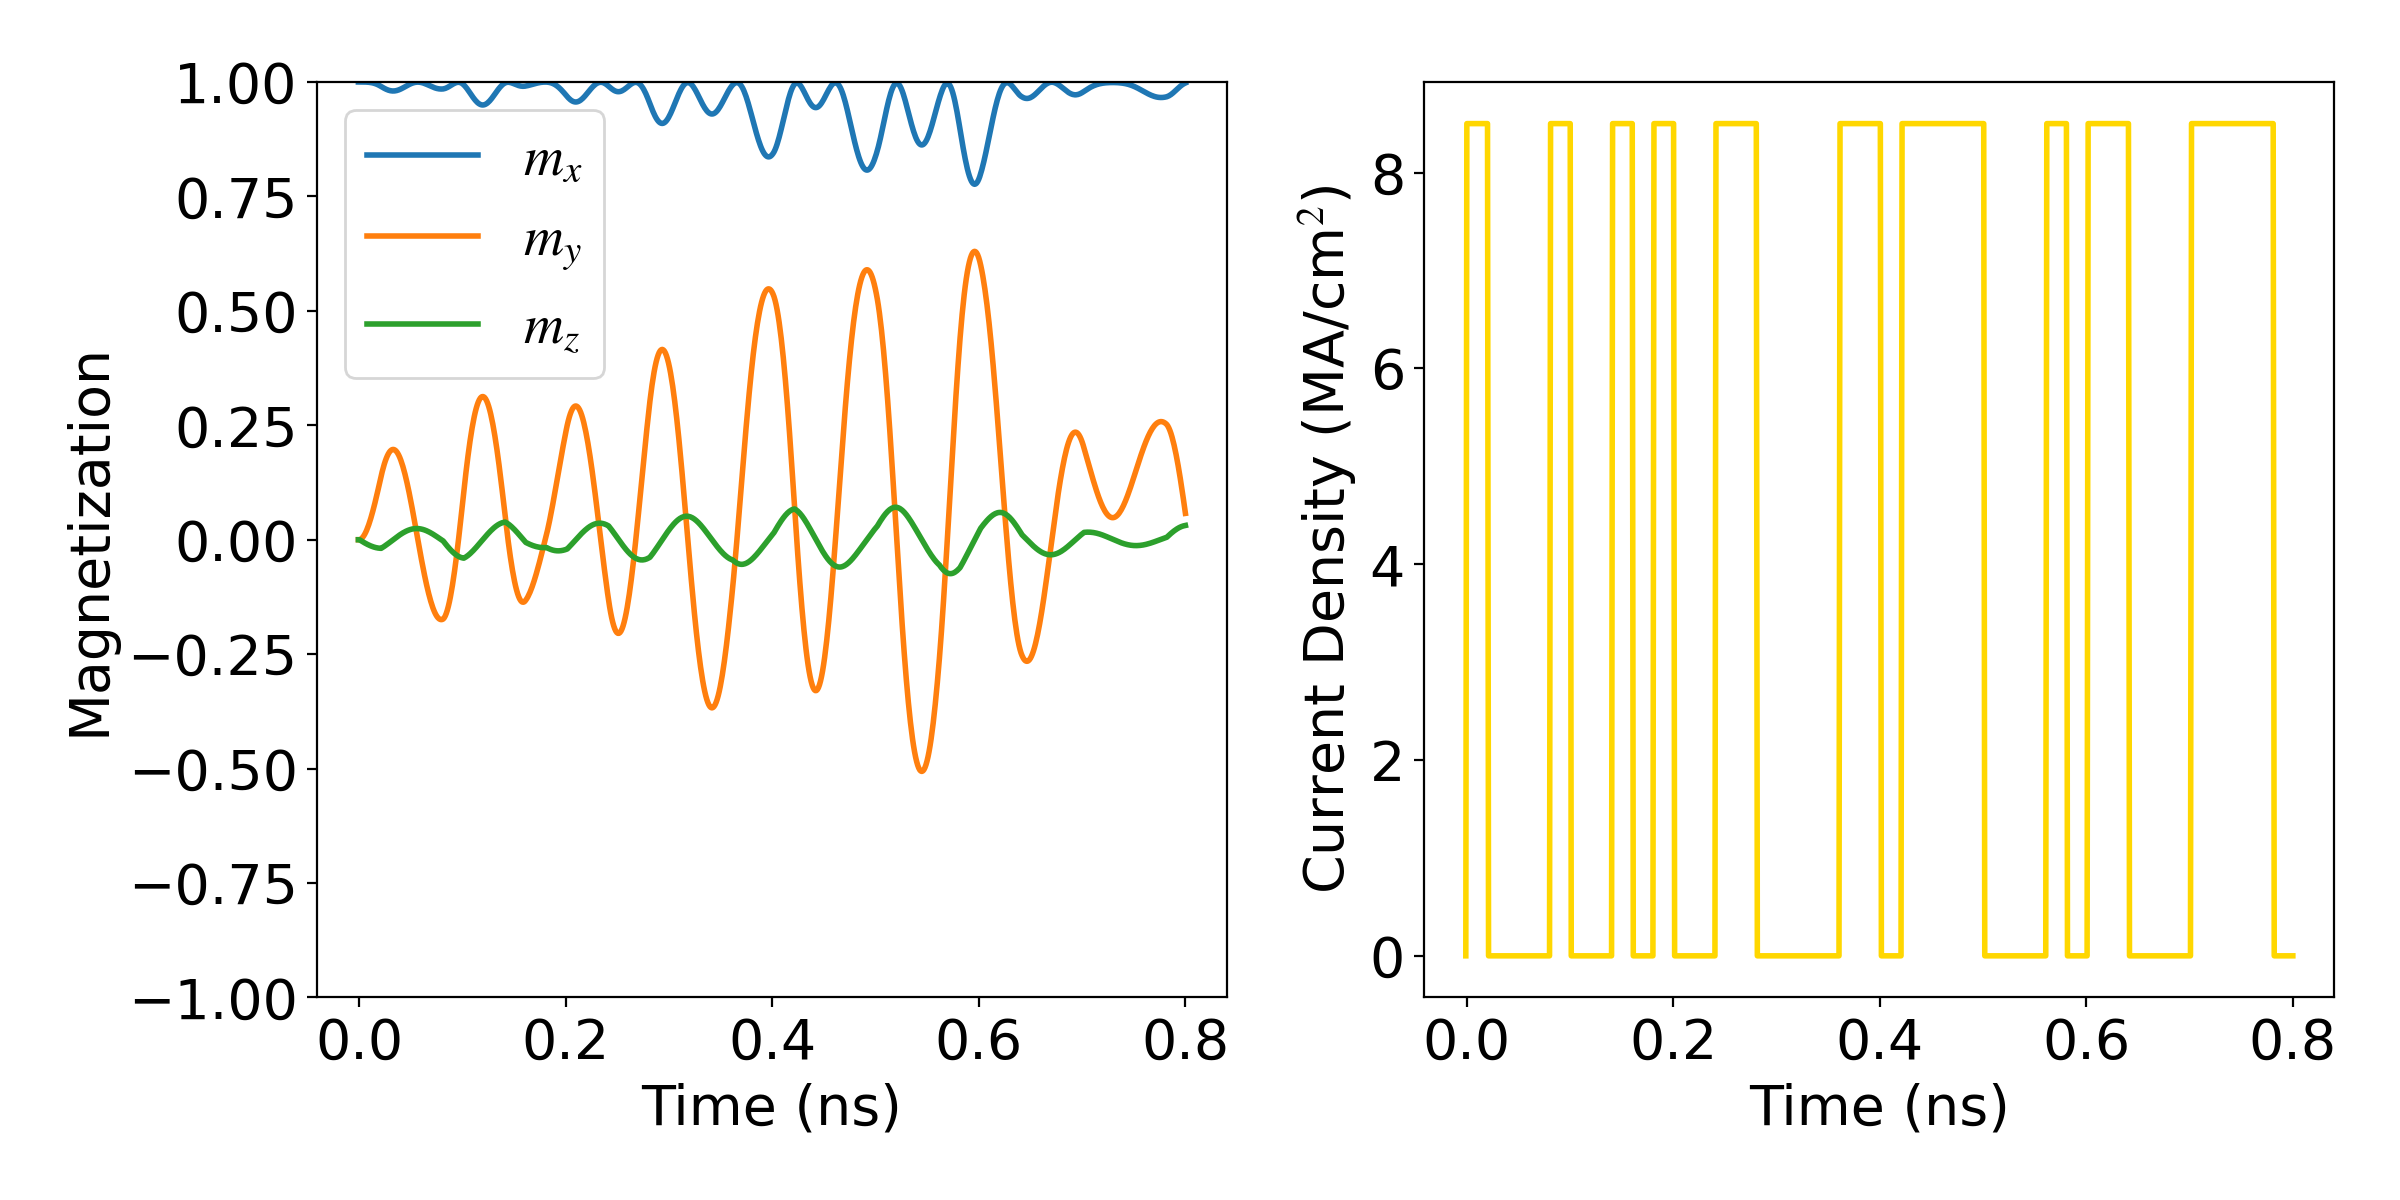 1.00
0.75
0.50
0.25
0.00
−0.25
−0.50
−0.75
−1.00
Magnetization
mₓ
m_y
m_z
0.0 0.2 0.4 0.6 0.8
Time (ns)
8
6
4
2
0
Current Density (MA/cm²)
0.0 0.2 0.4 0.6 0.8
Time (ns)